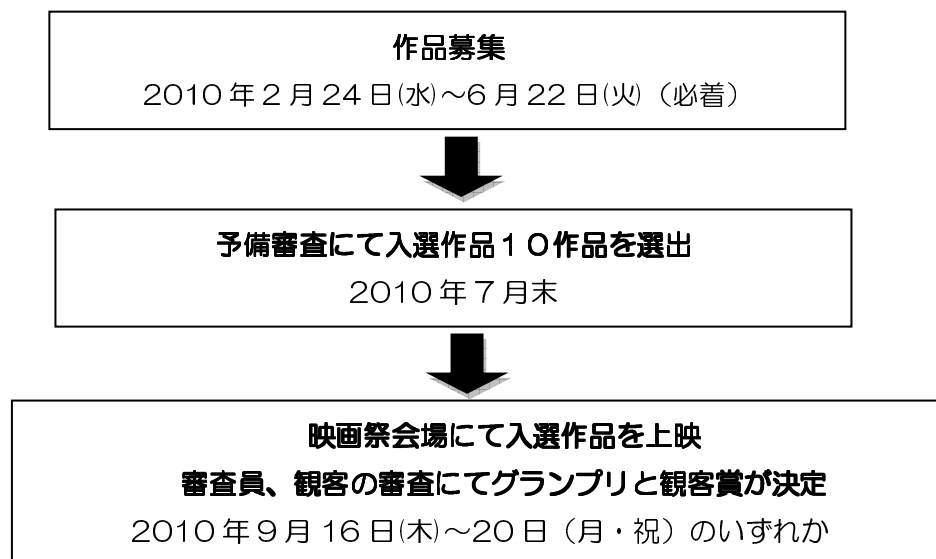 作品募集
2010年2月24日(水)～6月22日(火)（必着）
予備審査にて入選作品１０作品を選出
2010年7月末
映画祭会場にて入選作品を上映
審査員、観客の審査にてグランプリと観客賞が決定
2010年9月16日(木)～20日（月・祝）のいずれか